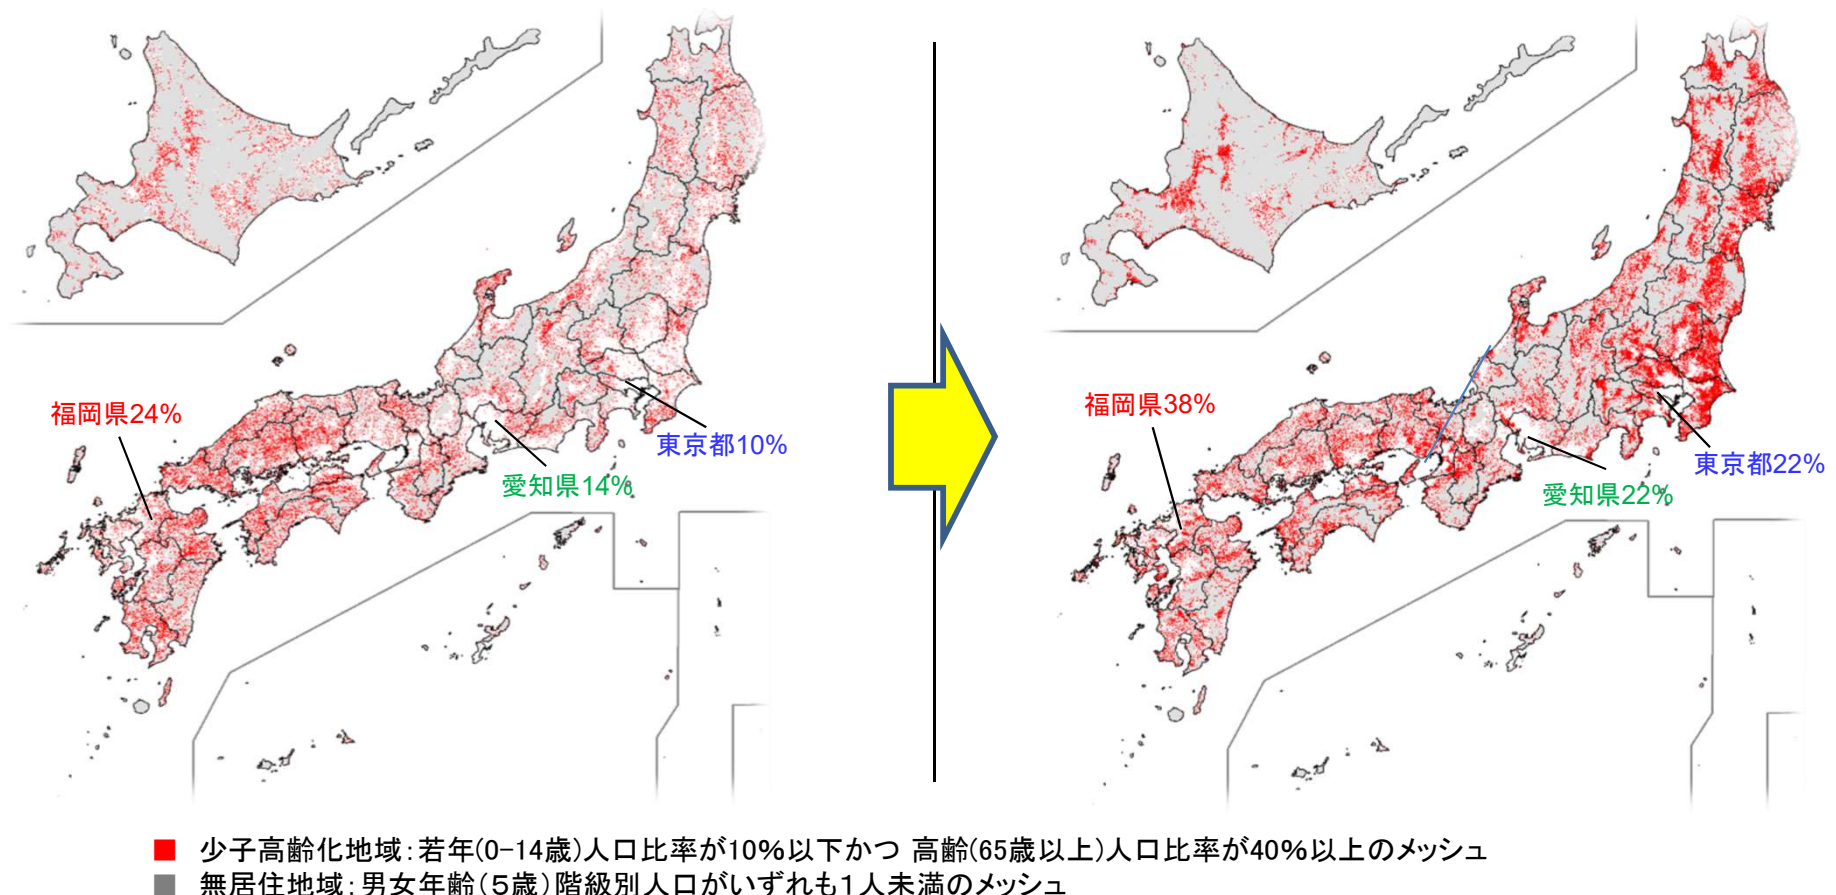 福岡県24%
愛知県14%
東京都10%
福岡県38%
愛知県22%
東京都22%
少子高齢化地域：若年(0-14歳)人口比率が10%以下かつ 高齢(65歳以上)人口比率が40%以上のメッシュ
無居住地域：男女年齢（５歳）階級別人口がいずれも１人未満のメッシュ